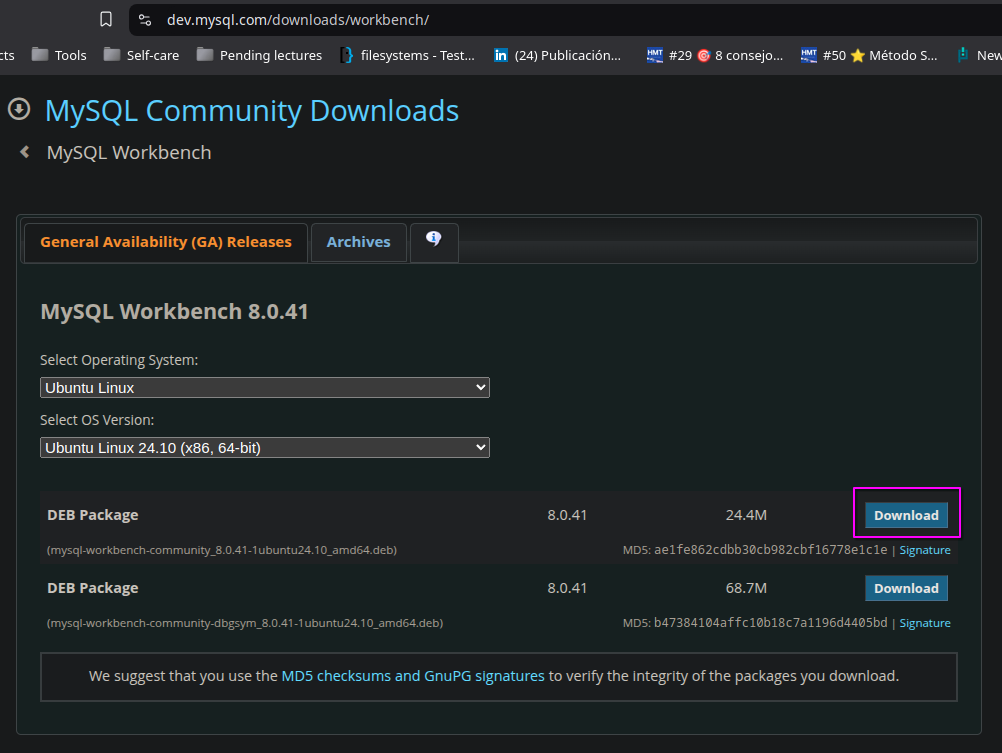 dev.mysql.com/downloads/workbench/
cts Tools Self-care Pending lectures filesystems - Test... (24) Publicación... #29 🎯 8 consejo... #50 ⭐ Método S... New
MySQL Community Downloads
MySQL Workbench
General Availability (GA) Releases Archives
MySQL Workbench 8.0.41
Select Operating System:
Ubuntu Linux
Select OS Version:
Ubuntu Linux 24.10 (x86, 64-bit)
DEB Package 8.0.41 24.4M Download
(mysql-workbench-community_8.0.41-1ubuntu24.10_amd64.deb) MD5: ae1fe862cdbb30cb982cbf16778e1c1e | Signature
DEB Package 8.0.41 68.7M Download
(mysql-workbench-community-dbgsym_8.0.41-1ubuntu24.10_amd64.deb) MD5: b47384104affc10b18c7a1196d4405bd | Signature
We suggest that you use the MD5 checksums and GnuPG signatures to verify the integrity of the packages you download.